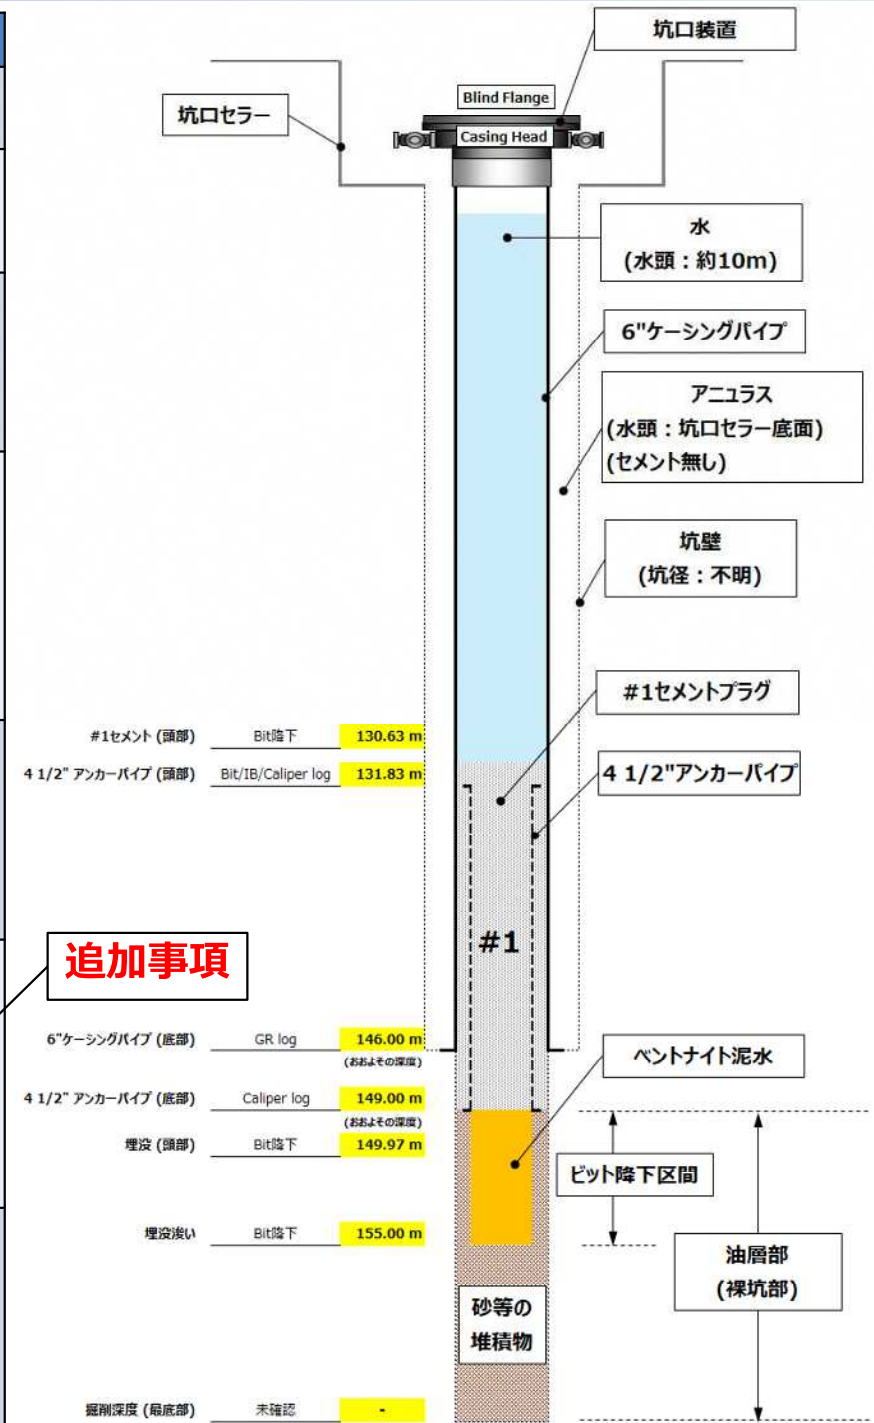 坑口装置
Blind Flange
坑口セラー
Casing Head
水
(水頭：約10m)
6"ケーシングパイプ
アニュラス
(水頭：坑口セラー底面)
(セメント無し)
坑壁
(坑径：不明)
#1セメントプラグ
#1セメント (頭部) Bit降下 130.63 m
4 1/2" アンカーパイプ (頭部) Bit/IB/Caliper log 131.83 m
4 1/2"アンカーパイプ
#1
追加事項
6"ケーシングパイプ (底部) GR log 146.00 m
(おおよその深度)
ベントナイト泥水
4 1/2" アンカーパイプ (底部) Caliper log 149.00 m
(おおよその深度)
埋没 (頭部) Bit降下 149.97 m
ビット降下区間
埋没浚い Bit降下 155.00 m
油層部
(裸坑部)
砂等の
堆積物
掘削深度 (最底部) 未確認 -